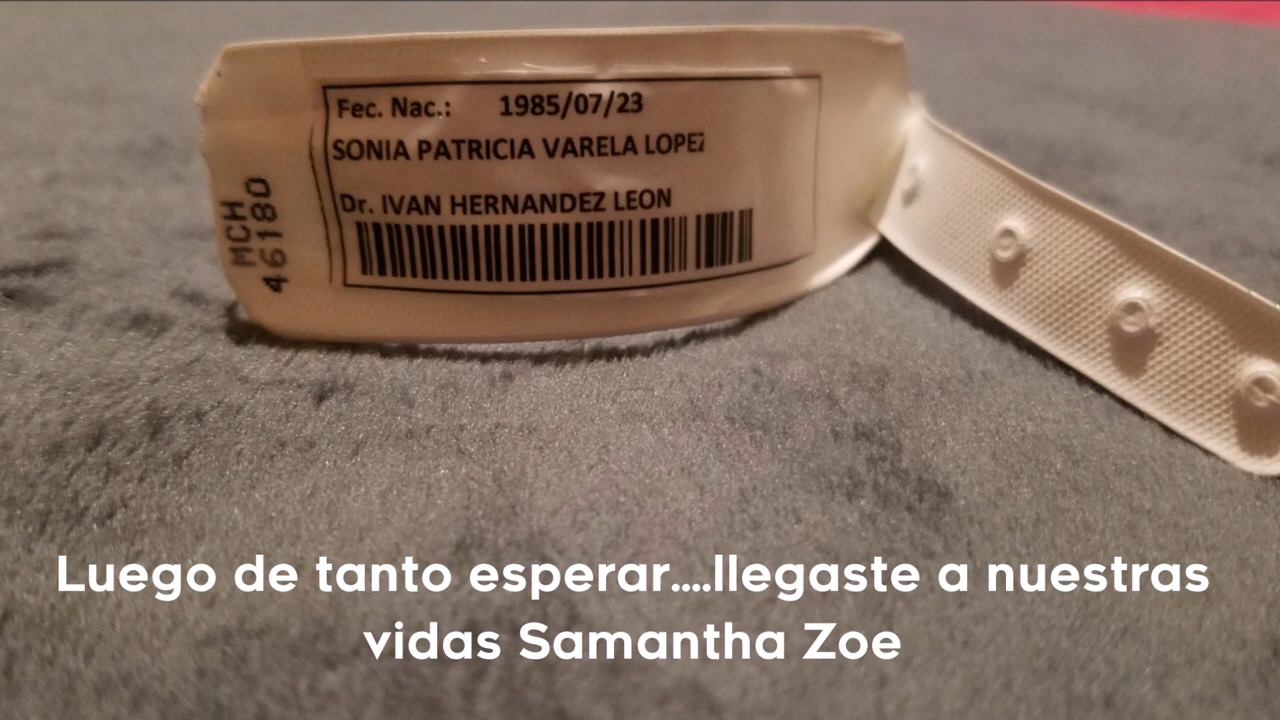 Fec. Nac.: 1985/07/23
SONIA PATRICIA VARELA LOPEZ
Dr. IVAN HERNANDEZ LEON
MCH
46180
Luego de tanto esperar....llegaste a nuestras
vidas Samantha Zoe